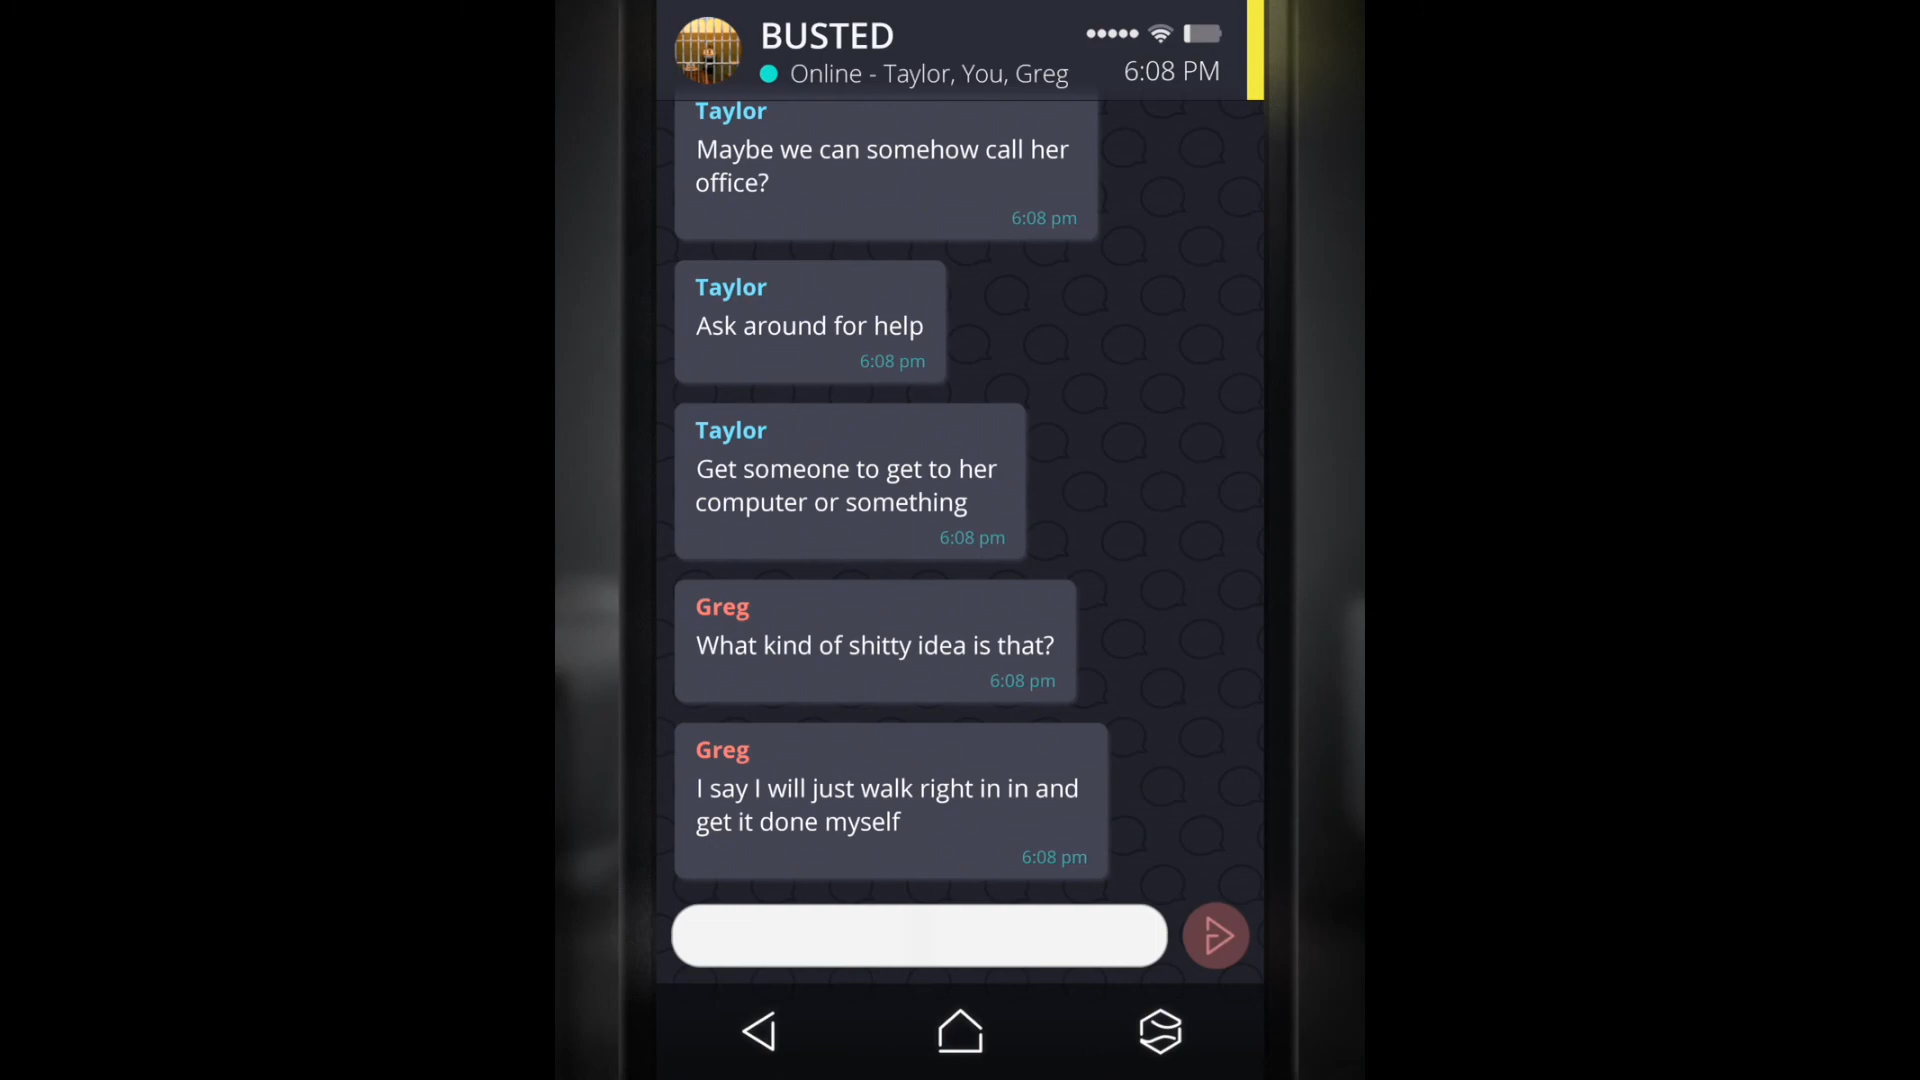 BUSTED
Online - Taylor, You, Greg
6:08 PM
Taylor
Maybe we can somehow call her
office?
6:08 pm
Taylor
Ask around for help
6:08 pm
Taylor
Get someone to get to her
computer or something
6:08 pm
Greg
What kind of shitty idea is that?
6:08 pm
Greg
I say I will just walk right in in and
get it done myself
6:08 pm